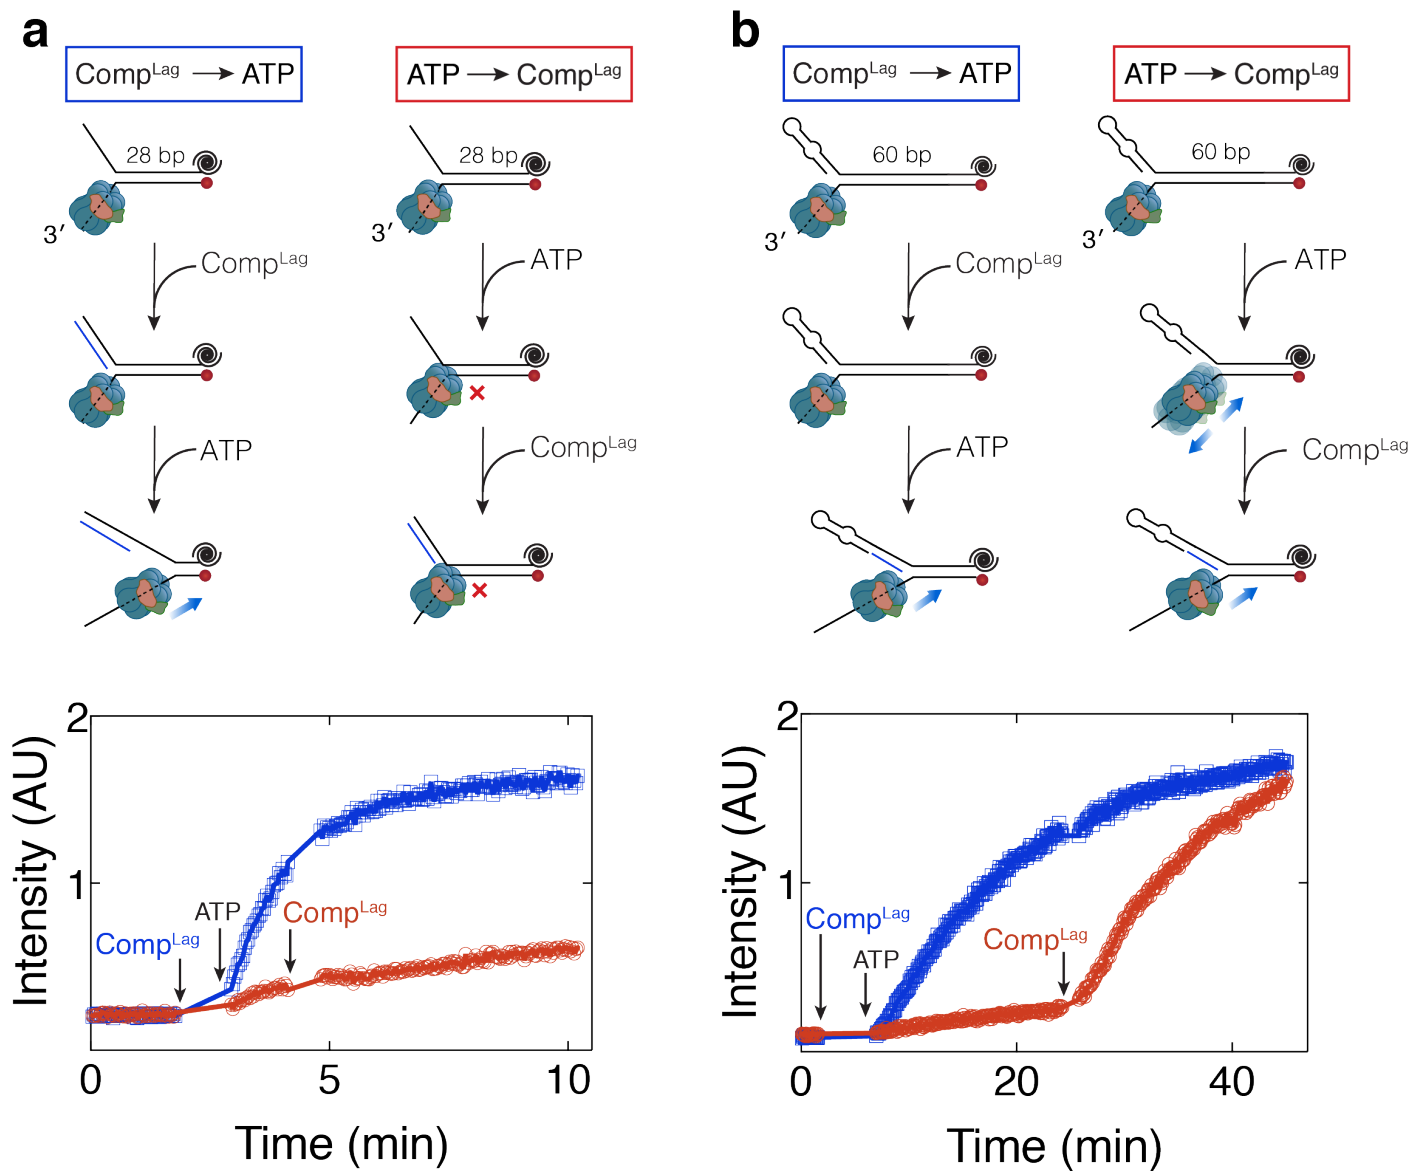 a
Comp^Lag → ATP
ATP → Comp^Lag
28 bp
28 bp
3′
3′
Comp^Lag
ATP
ATP
Comp^Lag
2
1
Intensity (AU)
Comp^Lag
ATP
Comp^Lag
0 5 10
Time (min)
b
Comp^Lag → ATP
ATP → Comp^Lag
60 bp
60 bp
3′
3′
Comp^Lag
ATP
ATP
Comp^Lag
2
1
Intensity (AU)
Comp^Lag
ATP
Comp^Lag
0 20 40
Time (min)